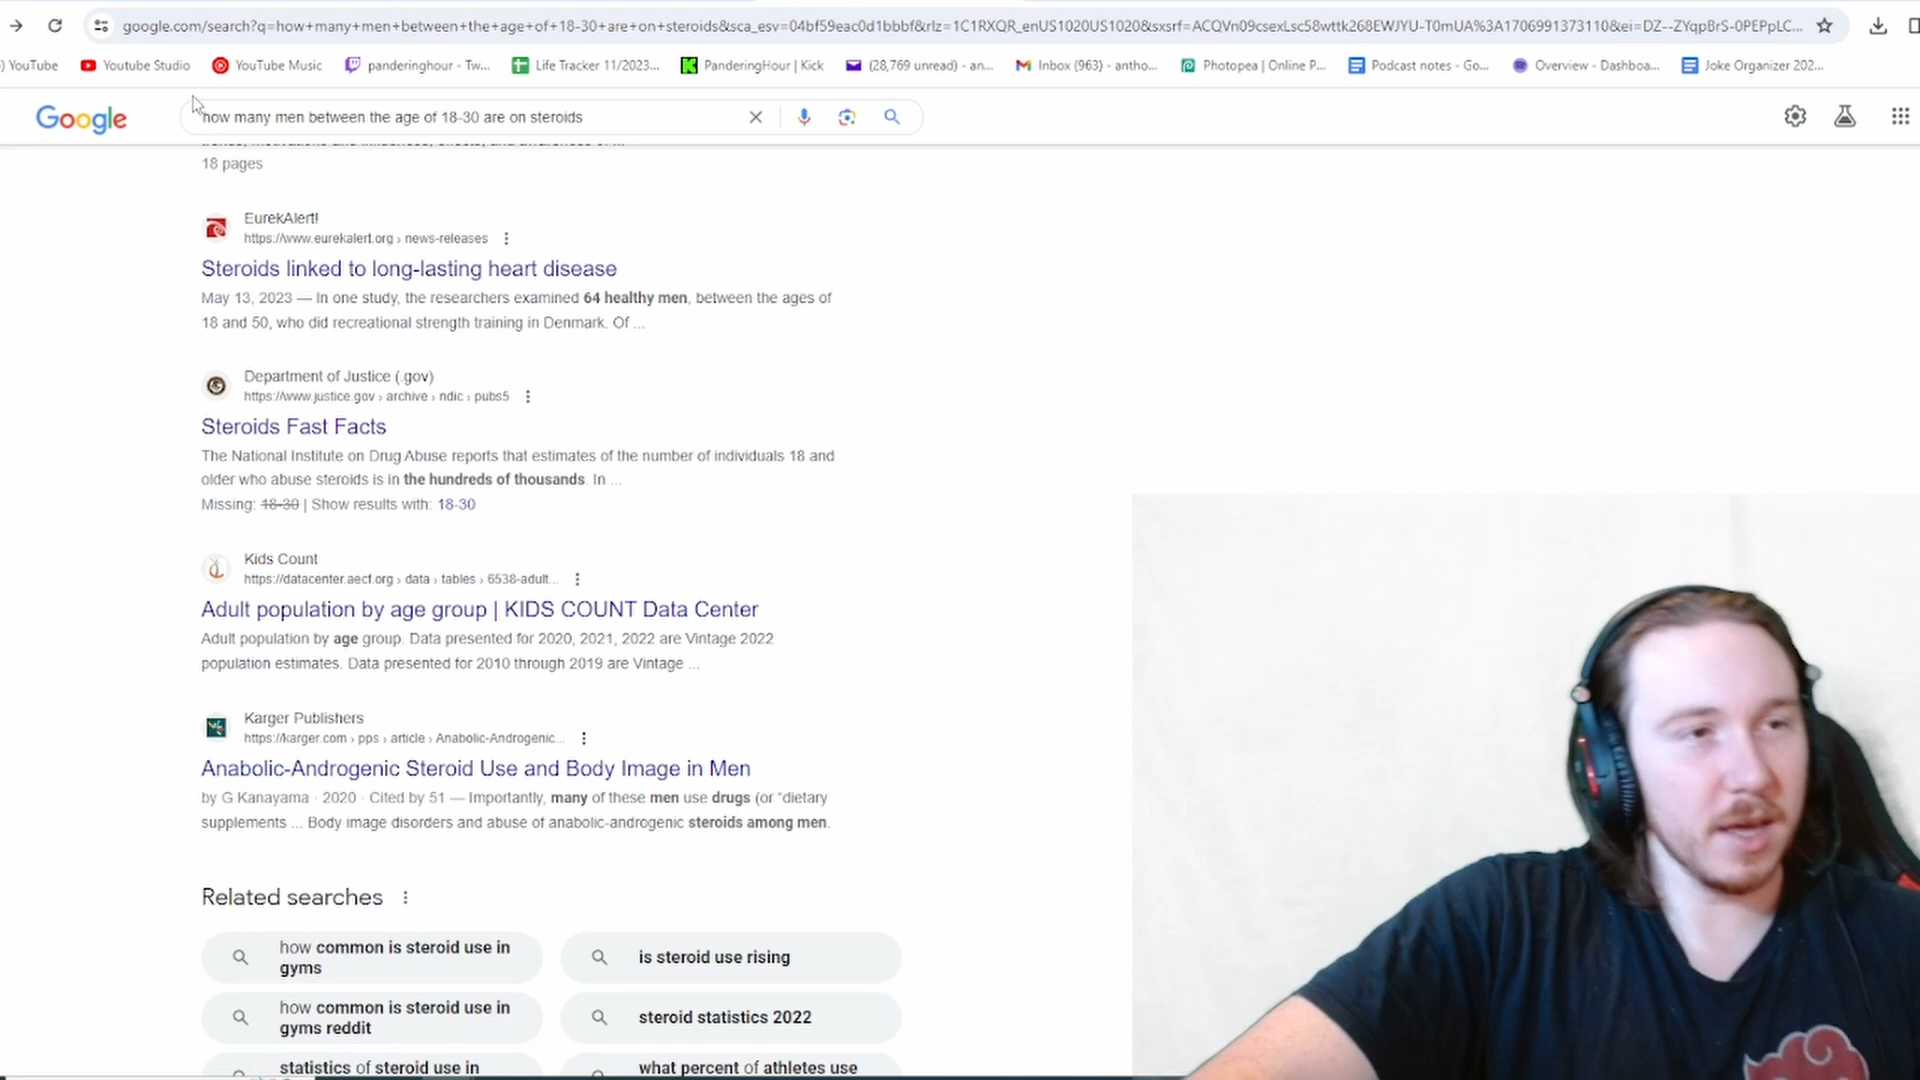 google.com/search?q=how+many+men+between+the+age+of+18-30+are+on+steroids&sca_esv=04bf59eac0d1bbbf&rlz=1C1RXQR_enUS1020US1020&sxsrf=ACQVn09csexLsc58wttk268EWJYU-T0mUA%3A1706991373110&ei=DZ--ZYqpBrS-0PEPpLC...
YouTube Youtube Studio YouTube Music panderinghour - Tw... Life Tracker 11/2023... PanderingHour | Kick (28,769 unread) - an... Inbox (963) - antho... Photopea | Online P... Podcast notes - Go... Overview - Dashboa... Joke Organizer 202...
Google how many men between the age of 18-30 are on steroids
18 pages
EurekAlert!
https://www.eurekalert.org › news-releases
Steroids linked to long-lasting heart disease
May 13, 2023 — In one study, the researchers examined 64 healthy men, between the ages of
18 and 50, who did recreational strength training in Denmark. Of ...
Department of Justice (.gov)
https://www.justice.gov › archive › ndic › pubs5
Steroids Fast Facts
The National Institute on Drug Abuse reports that estimates of the number of individuals 18 and
older who abuse steroids is in the hundreds of thousands. In ...
Missing: 18-30 | Show results with: 18-30
Kids Count
https://datacenter.aecf.org › data › tables › 6538-adult...
Adult population by age group | KIDS COUNT Data Center
Adult population by age group. Data presented for 2020, 2021, 2022 are Vintage 2022
population estimates. Data presented for 2010 through 2019 are Vintage ...
Karger Publishers
https://karger.com › pps › article › Anabolic-Androgenic...
Anabolic-Androgenic Steroid Use and Body Image in Men
by G Kanayama · 2020 · Cited by 51 — Importantly, many of these men use drugs (or "dietary
supplements ... Body image disorders and abuse of anabolic-androgenic steroids among men.
Related searches
how common is steroid use in
gyms
is steroid use rising
how common is steroid use in
gyms reddit
steroid statistics 2022
statistics of steroid use in
what percent of athletes use